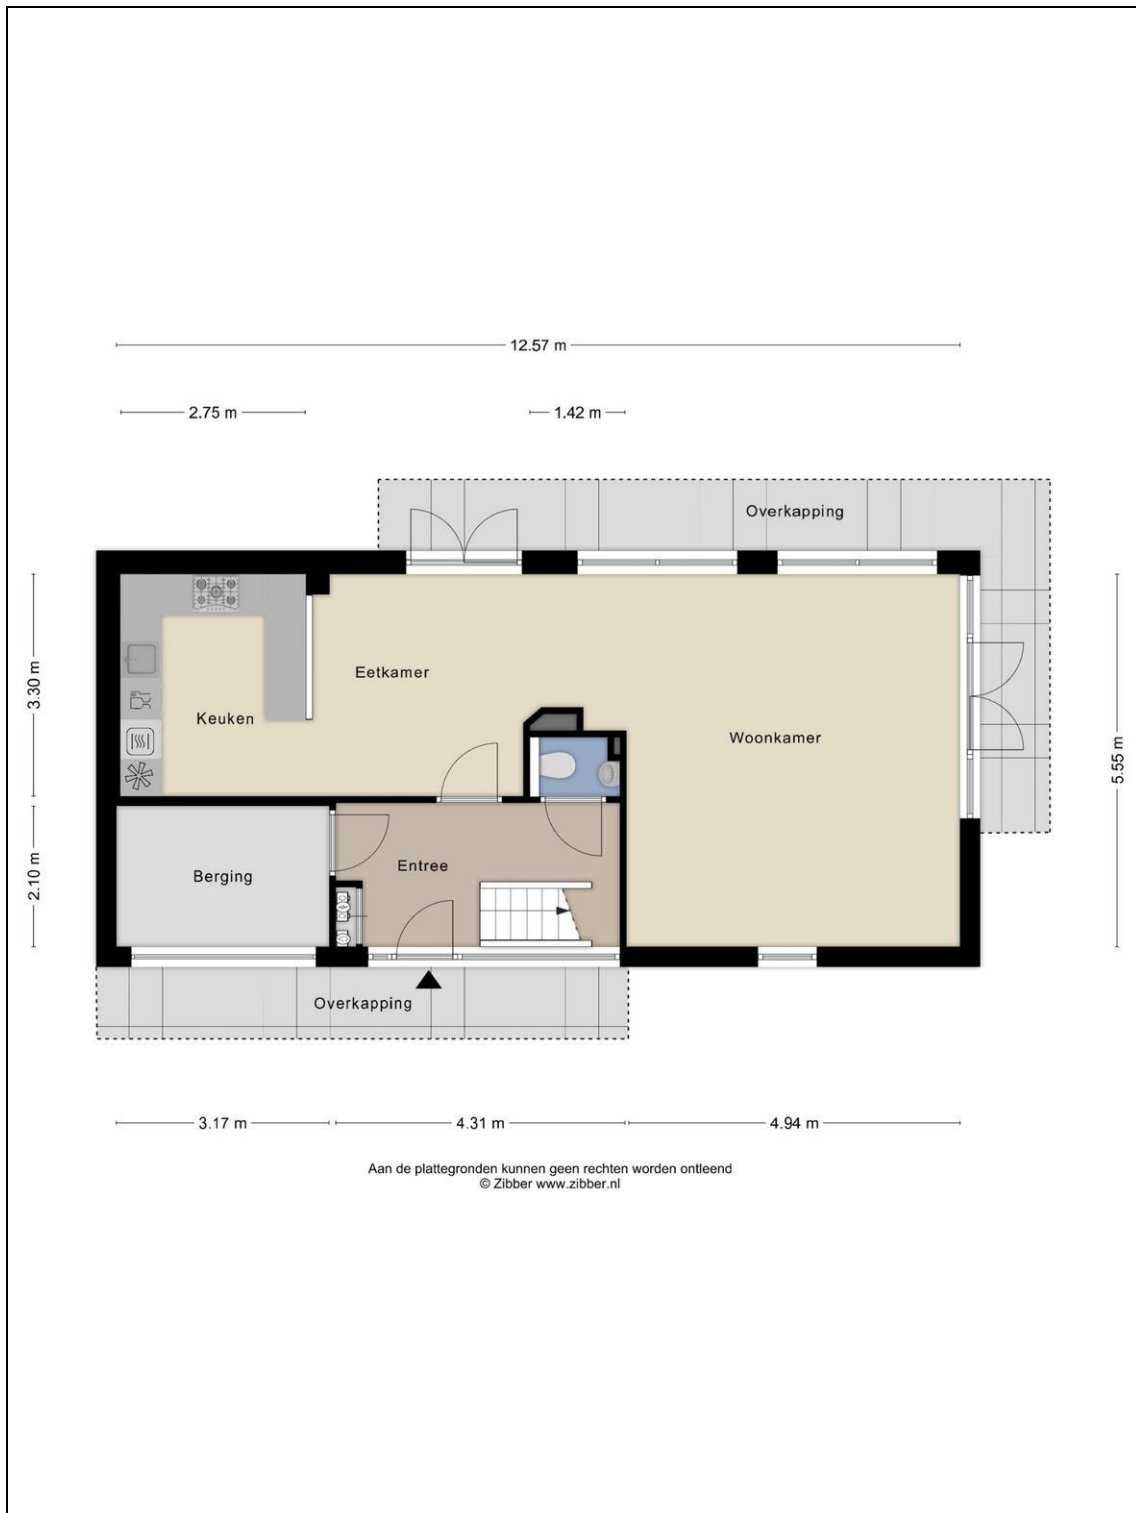 12.57 m
2.75 m
1.42 m
Overkapping
3.30 m
Eetkamer
Keuken
Woonkamer
5.55 m
2.10 m
Berging
Entree
Overkapping
3.17 m
4.31 m
4.94 m
Aan de plattegronden kunnen geen rechten worden ontleend
© Zibber www.zibber.nl